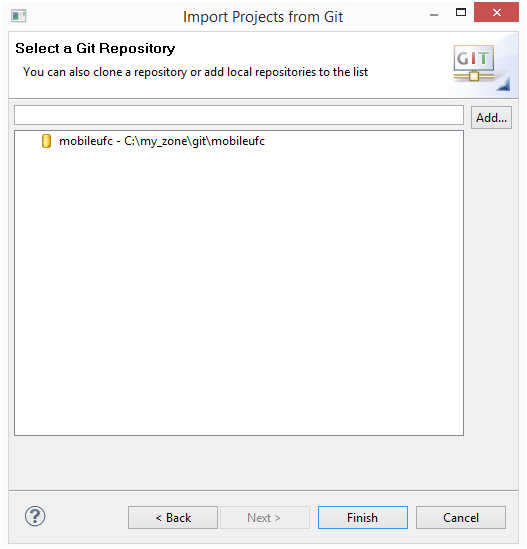 Import Projects from Git
Select a Git Repository
You can also clone a repository or add local repositories to the list
GIT
Add...
mobileufc - C:\my_zone\git\mobileufc
?
< Back
Next >
Finish
Cancel